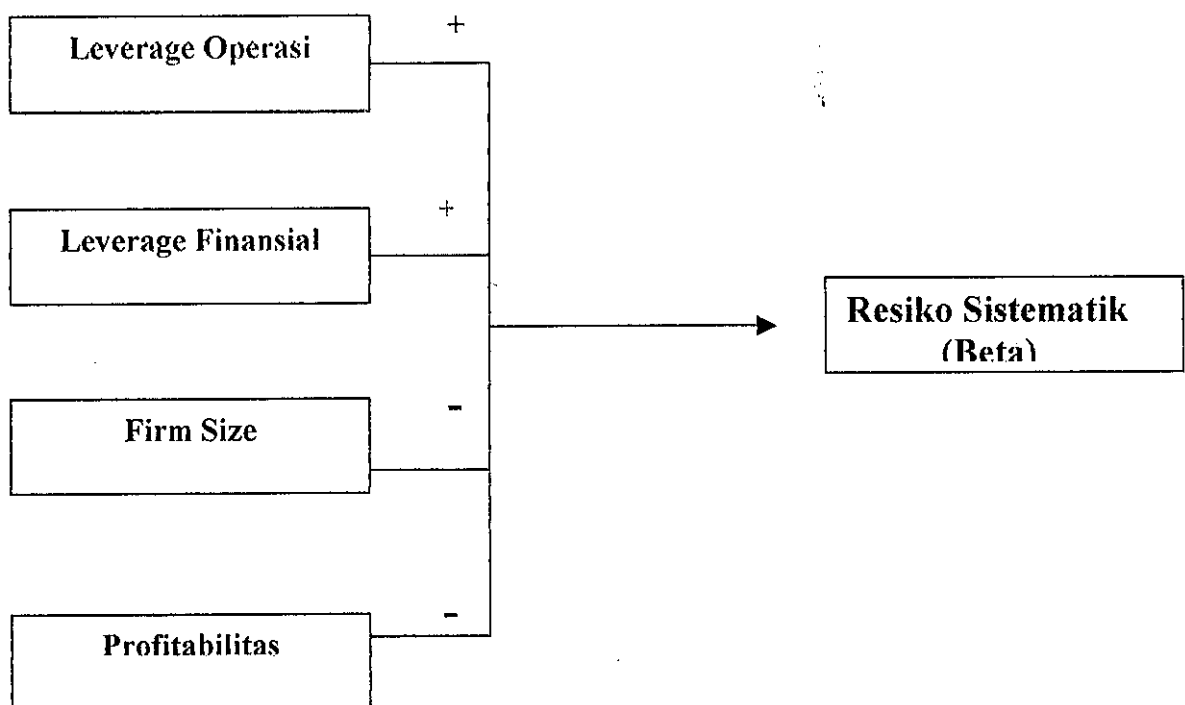 +
Leverage Operasi
+
Leverage Finansial
Resiko Sistematik
(Beta)
-
Firm Size
-
Profitabilitas